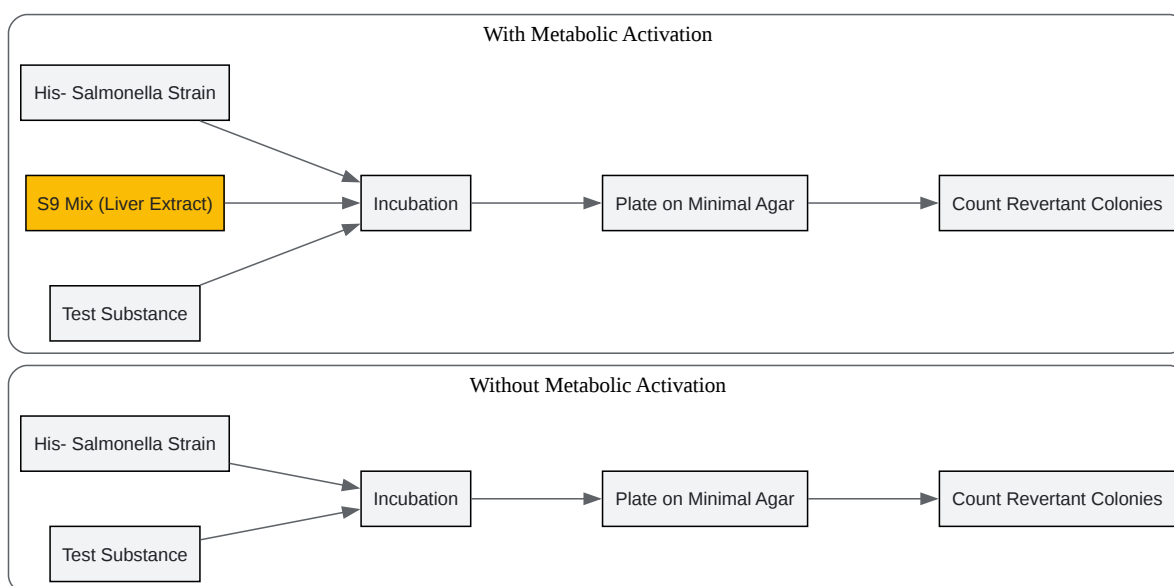 With Metabolic Activation
His- Salmonella Strain
S9 Mix (Liver Extract)
Test Substance
Incubation
Plate on Minimal Agar
Count Revertant Colonies
Without Metabolic Activation
His- Salmonella Strain
Test Substance
Incubation
Plate on Minimal Agar
Count Revertant Colonies